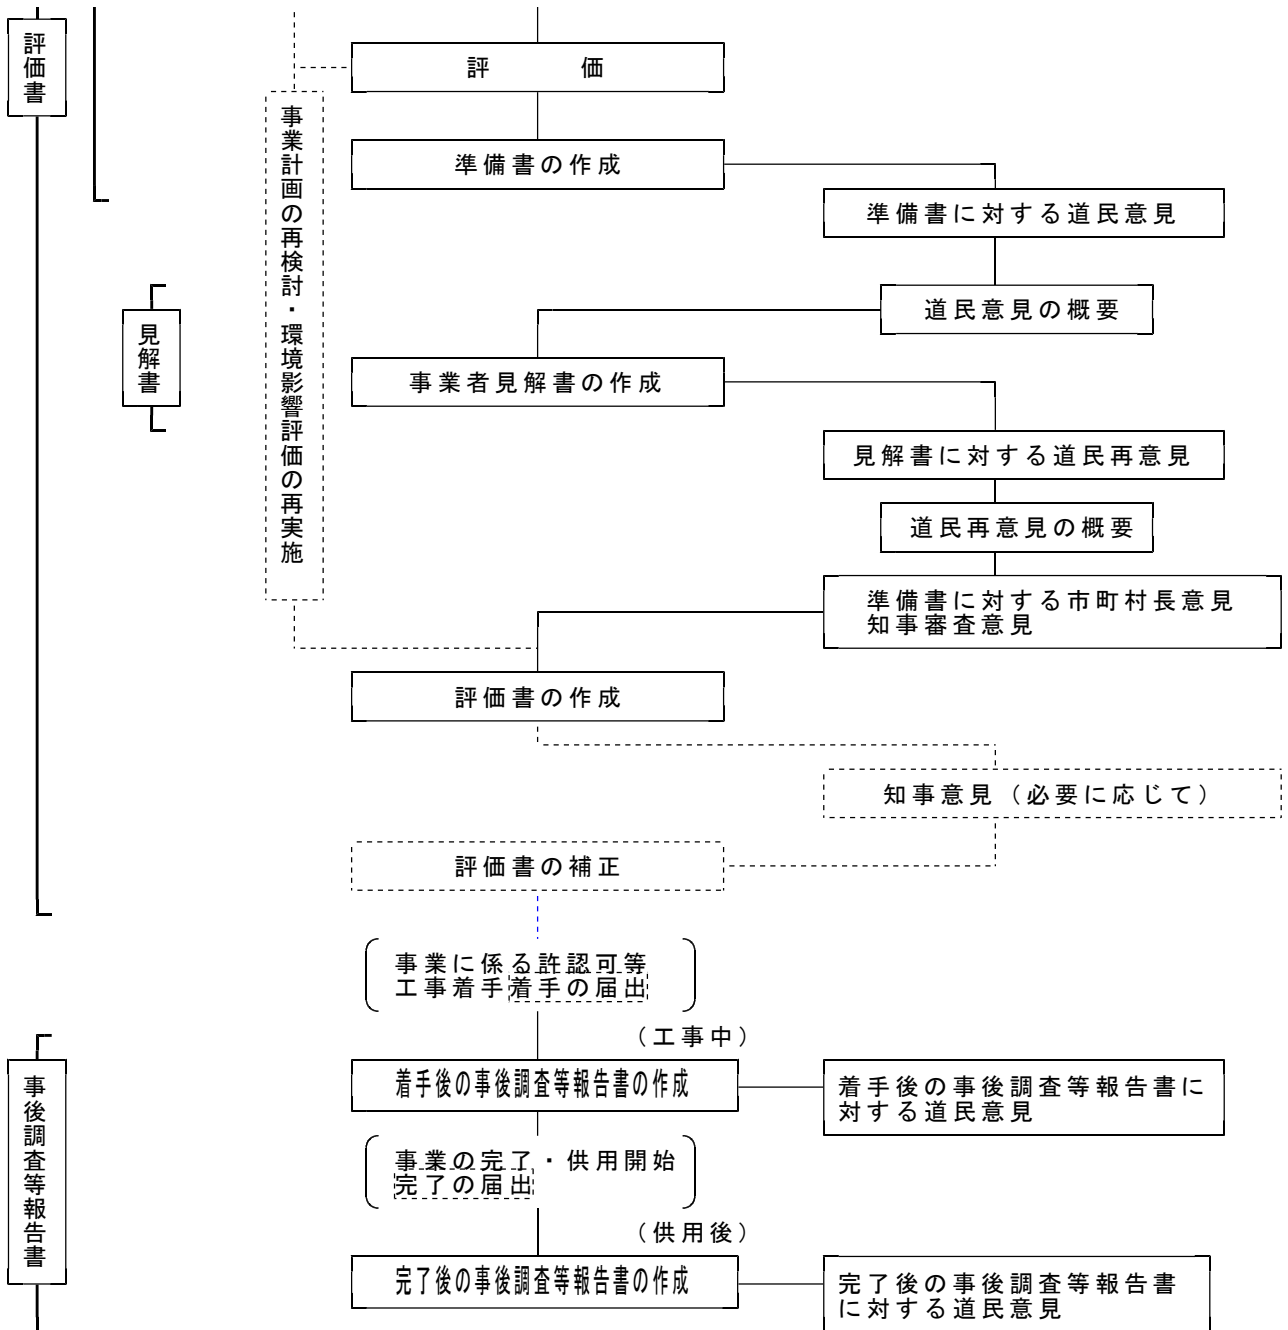 評価書
評価
事業計画の再検討・環境影響評価の再実施
準備書の作成
準備書に対する道民意見
道民意見の概要
見解書
事業者見解書の作成
見解書に対する道民再意見
道民再意見の概要
準備書に対する市町村長意見
知事審査意見
評価書の作成
知事意見（必要に応じて）
評価書の補正
事業に係る許認可等
工事着手着手の届出
（工事中）
事後調査等報告書
着手後の事後調査等報告書の作成
着手後の事後調査等報告書に
対する道民意見
事業の完了・供用開始
完了の届出
（供用後）
完了後の事後調査等報告書の作成
完了後の事後調査等報告書
に対する道民意見